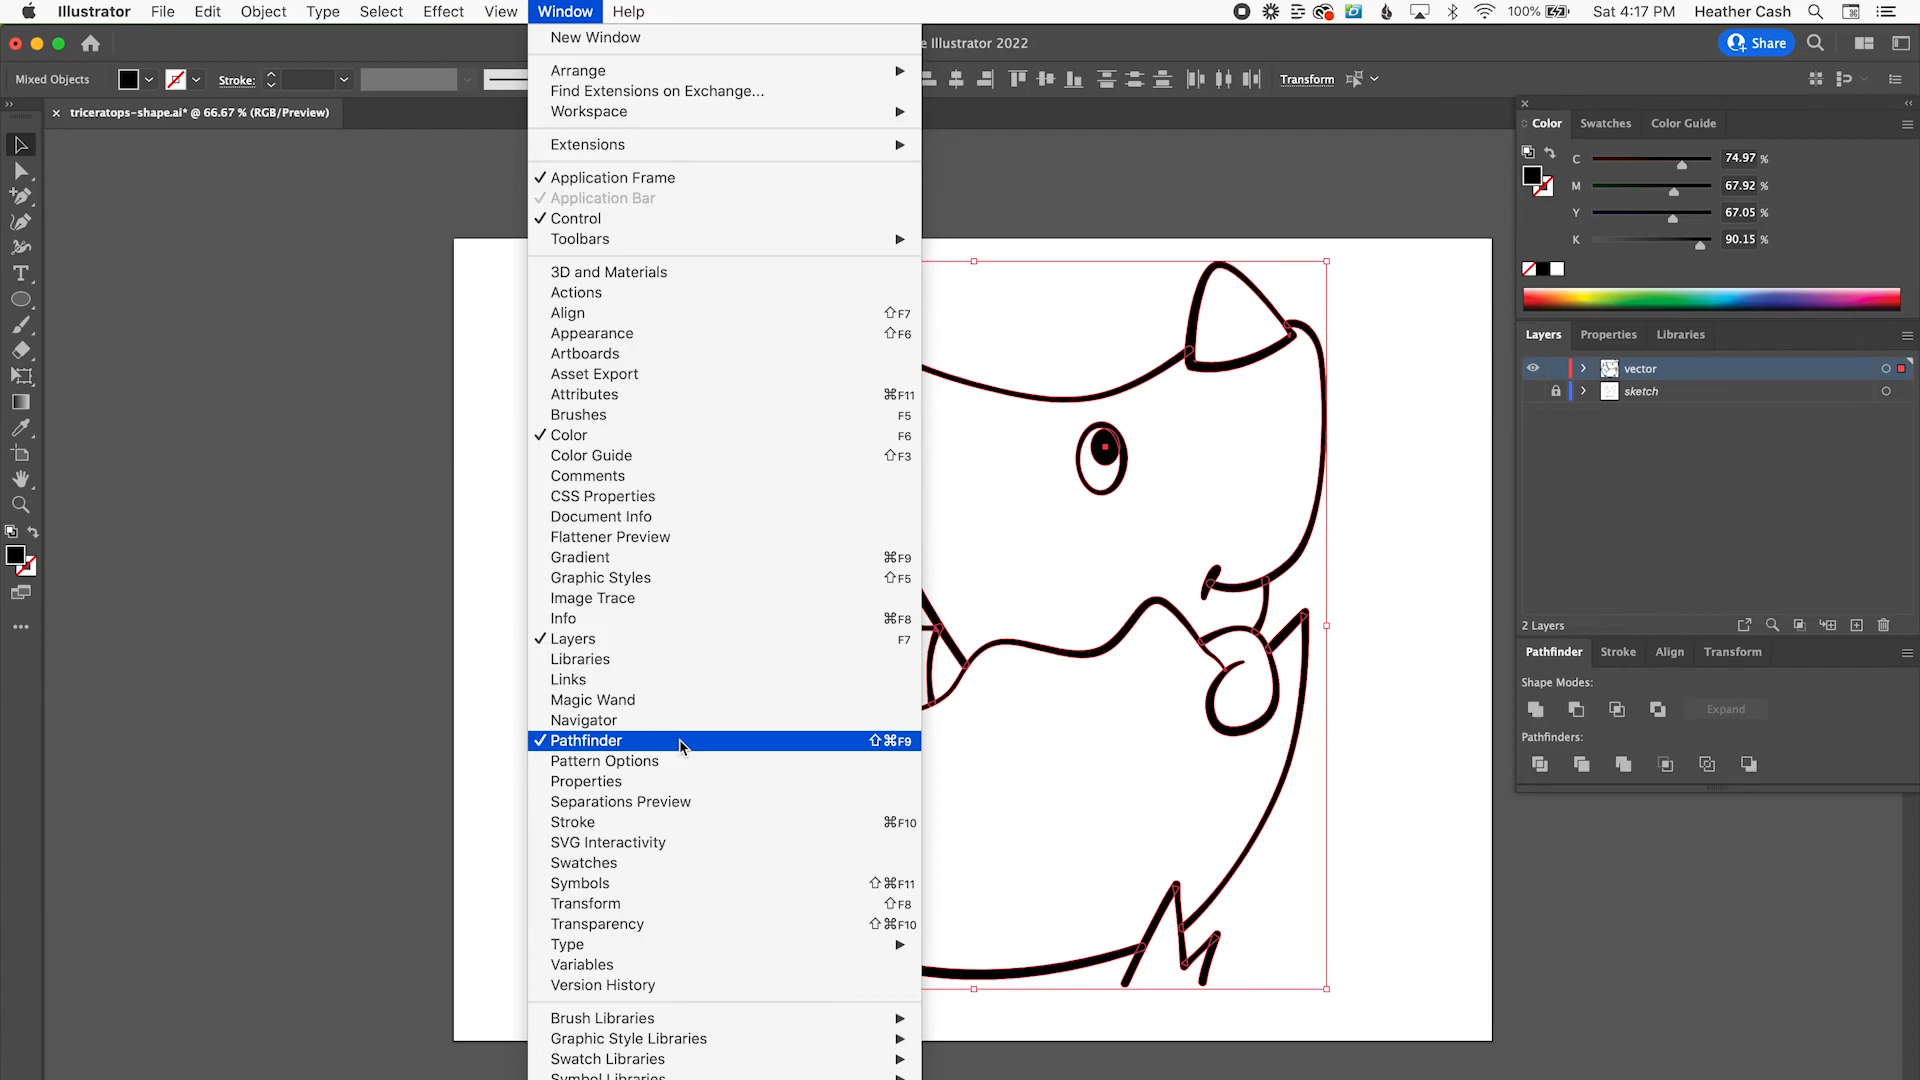 Illustrator File Edit Object Type Select Effect View Window Help
100% Sat 4:17 PM Heather Cash
e Illustrator 2022
Share
Mixed Objects
Stroke:
Transform
triceratops-shape.ai* @ 66.67 % (RGB/Preview)
New Window
Arrange
Find Extensions on Exchange...
Workspace
Extensions
Application Frame
Application Bar
Control
Toolbars
3D and Materials
Actions
Align ⇧F7
Appearance ⇧F6
Artboards
Asset Export
Attributes ⌘F11
Brushes F5
Color F6
Color Guide ⇧F3
Comments
CSS Properties
Document Info
Flattener Preview
Gradient ⌘F9
Graphic Styles ⇧F5
Image Trace
Info ⌘F8
Layers F7
Libraries
Links
Magic Wand
Navigator
Pathfinder ⇧⌘F9
Pattern Options
Properties
Separations Preview
Stroke ⌘F10
SVG Interactivity
Swatches
Symbols ⇧⌘F11
Transform ⇧F8
Transparency ⇧⌘F10
Type
Variables
Version History
Brush Libraries
Graphic Style Libraries
Swatch Libraries
Symbol Libraries
Color Swatches Color Guide
C 74.97 %
M 67.92 %
Y 67.05 %
K 90.15 %
Layers Properties Libraries
vector
sketch
2 Layers
Pathfinder Stroke Align Transform
Shape Modes:
Expand
Pathfinders: